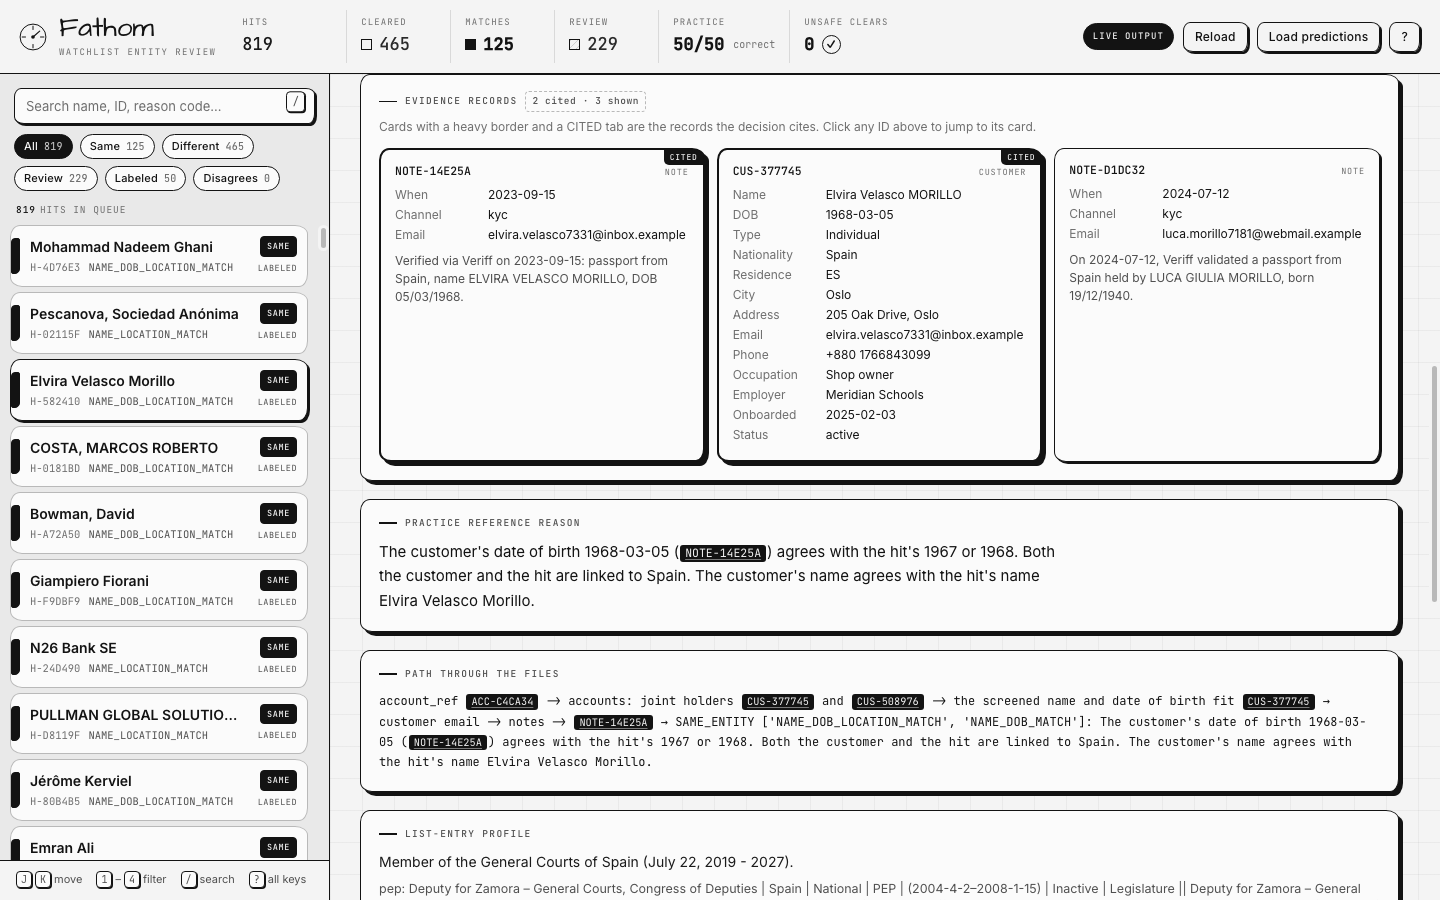 Fathom
WATCHLIST ENTITY REVIEW
HITS
819
CLEARED
465
MATCHES
125
REVIEW
229
PRACTICE
50/50 correct
UNSAFE CLEARS
0
LIVE OUTPUT
Reload
Load predictions
?
Search name, ID, reason code...
/
All 819
Same 125
Different 465
Review 229
Labeled 50
Disagrees 0
819 HITS IN QUEUE
Mohammad Nadeem Ghani SAME
H-4D76E3 NAME_DOB_LOCATION_MATCH LABELED
Pescanova, Sociedad Anónima SAME
H-02115F NAME_LOCATION_MATCH LABELED
Elvira Velasco Morillo SAME
H-582410 NAME_DOB_LOCATION_MATCH LABELED
COSTA, MARCOS ROBERTO SAME
H-0181BD NAME_DOB_LOCATION_MATCH LABELED
Bowman, David SAME
H-A72A50 NAME_DOB_LOCATION_MATCH LABELED
Giampiero Fiorani SAME
H-F9DBF9 NAME_DOB_LOCATION_MATCH LABELED
N26 Bank SE SAME
H-24D490 NAME_LOCATION_MATCH LABELED
PULLMAN GLOBAL SOLUTIO... SAME
H-D8119F NAME_LOCATION_MATCH LABELED
Jérôme Kerviel SAME
H-80B4B5 NAME_DOB_LOCATION_MATCH LABELED
Emran Ali SAME
J K move 1 – 4 filter / search ? all keys
EVIDENCE RECORDS 2 cited · 3 shown
Cards with a heavy border and a CITED tab are the records the decision cites. Click any ID above to jump to its card.
CITED
NOTE-14E25A NOTE
When 2023-09-15
Channel kyc
Email elvira.velasco7331@inbox.example
Verified via Veriff on 2023-09-15: passport from
Spain, name ELVIRA VELASCO MORILLO, DOB
05/03/1968.
CITED
CUS-377745 CUSTOMER
Name Elvira Velasco MORILLO
DOB 1968-03-05
Type Individual
Nationality Spain
Residence ES
City Oslo
Address 205 Oak Drive, Oslo
Email elvira.velasco7331@inbox.example
Phone +880 1766843099
Occupation Shop owner
Employer Meridian Schools
Onboarded 2025-02-03
Status active
NOTE-D1DC32 NOTE
When 2024-07-12
Channel kyc
Email luca.morillo7181@webmail.example
On 2024-07-12, Veriff validated a passport from
Spain held by LUCA GIULIA MORILLO, born
19/12/1940.
PRACTICE REFERENCE REASON
The customer's date of birth 1968-03-05 (NOTE-14E25A) agrees with the hit's 1967 or 1968. Both
the customer and the hit are linked to Spain. The customer's name agrees with the hit's name
Elvira Velasco Morillo.
PATH THROUGH THE FILES
account_ref ACC-C4CA34 → accounts: joint holders CUS-377745 and CUS-508976 → the screened name and date of birth fit CUS-377745 →
customer email → notes → NOTE-14E25A → SAME_ENTITY ['NAME_DOB_LOCATION_MATCH', 'NAME_DOB_MATCH']: The customer's date of birth 1968-03-
05 (NOTE-14E25A) agrees with the hit's 1967 or 1968. Both the customer and the hit are linked to Spain. The customer's name agrees with
the hit's name Elvira Velasco Morillo.
LIST-ENTRY PROFILE
Member of the General Courts of Spain (July 22, 2019 - 2027).
pep: Deputy for Zamora – General Courts, Congress of Deputies | Spain | National | PEP | (2004-4-2–2008-1-15) | Inactive | Legislature || Deputy for Zamora – General